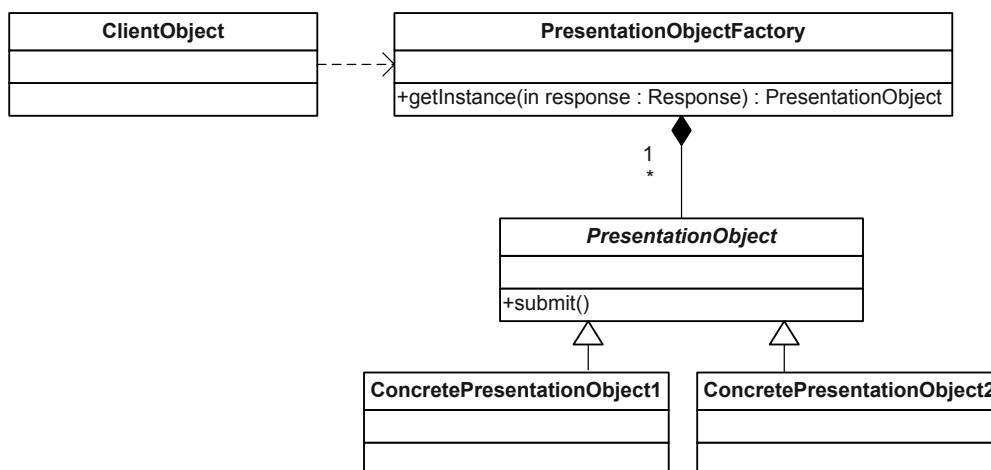 ClientObject
PresentationObjectFactory
+getInstance(in response : Response) : PresentationObject
1
*
PresentationObject
+submit()
ConcretePresentationObject1
ConcretePresentationObject2